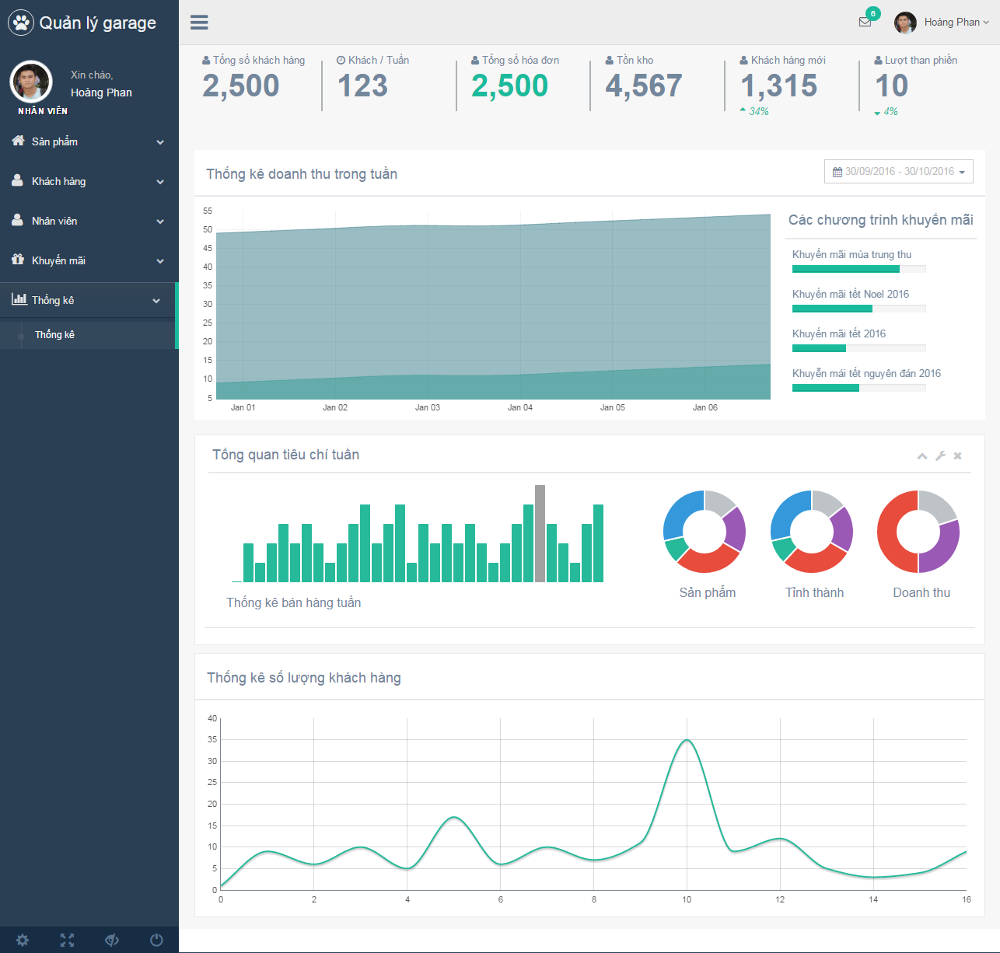 Quản lý garage
6
Hoàng Phan
Xin chào,
Hoàng Phan
NHÂN VIÊN
Sản phẩm
Khách hàng
Nhân viên
Khuyến mãi
Thống kê
Thống kê
Tổng số khách hàng
2,500
Khách / Tuần
123
Tổng số hóa đơn
2,500
Tồn kho
4,567
Khách hàng mới
1,315
34%
Lượt than phiền
10
4%
Thống kê doanh thu trong tuần
30/09/2016 - 30/10/2016
55
50
45
40
35
30
25
20
15
10
5
Jan 01 Jan 02 Jan 03 Jan 04 Jan 05 Jan 06
Các chương trình khuyến mãi
Khuyến mãi mùa trung thu
Khuyến mãi tết Noel 2016
Khuyến mãi tết 2016
Khuyễn mái tết nguyên đán 2016
Tổng quan tiêu chí tuần
Thống kê bán hàng tuần
Sản phẩm
Tỉnh thành
Doanh thu
Thống kê số lượng khách hàng
40
35
30
25
20
15
10
5
0
0 2 4 6 8 10 12 14 16